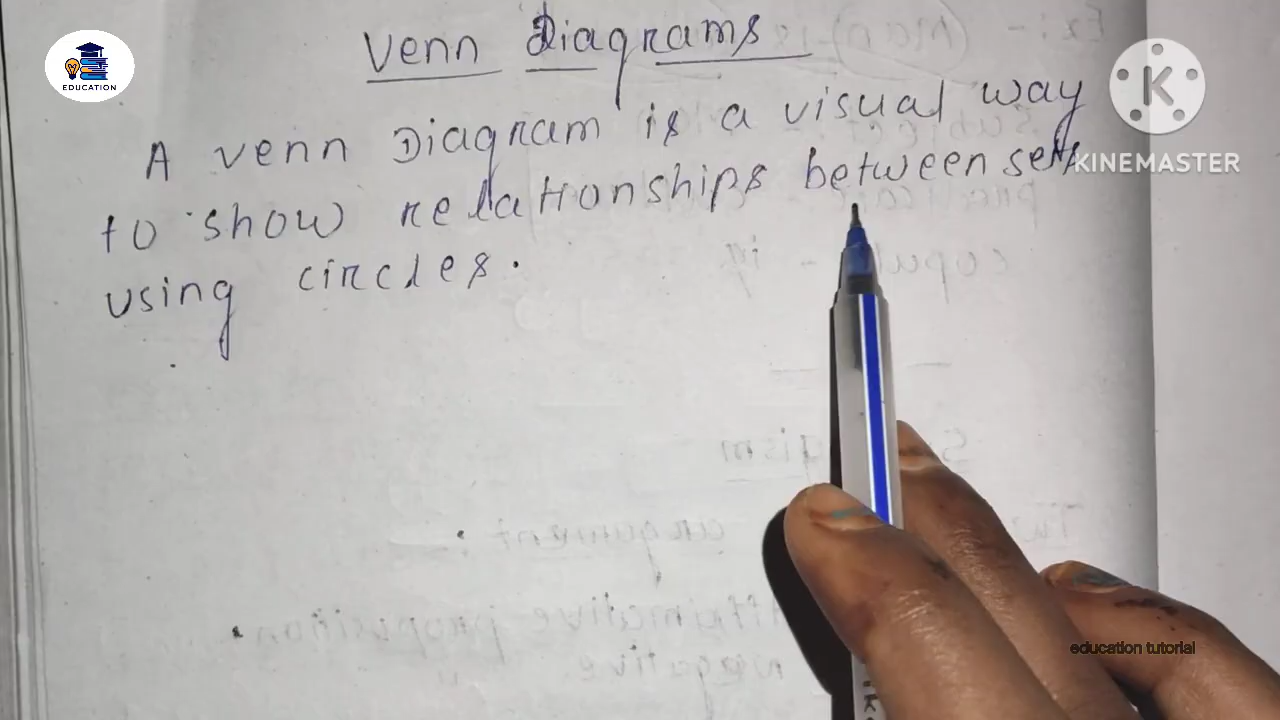 Venn Diagrams
A venn Diagram is a visual way
to show relationships between sets
using circles.
EDUCATION
KINEMASTER
education tutorial